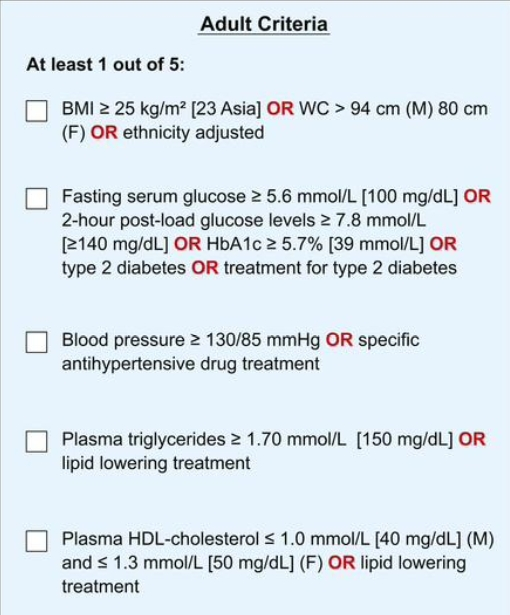 Adult Criteria
At least 1 out of 5:
BMI ≥ 25 kg/m² [23 Asia] OR WC > 94 cm (M) 80 cm
(F) OR ethnicity adjusted
Fasting serum glucose ≥ 5.6 mmol/L [100 mg/dL] OR
2-hour post-load glucose levels ≥ 7.8 mmol/L
[≥140 mg/dL] OR HbA1c ≥ 5.7% [39 mmol/L] OR
type 2 diabetes OR treatment for type 2 diabetes
Blood pressure ≥ 130/85 mmHg OR specific
antihypertensive drug treatment
Plasma triglycerides ≥ 1.70 mmol/L [150 mg/dL] OR
lipid lowering treatment
Plasma HDL-cholesterol ≤ 1.0 mmol/L [40 mg/dL] (M)
and ≤ 1.3 mmol/L [50 mg/dL] (F) OR lipid lowering
treatment